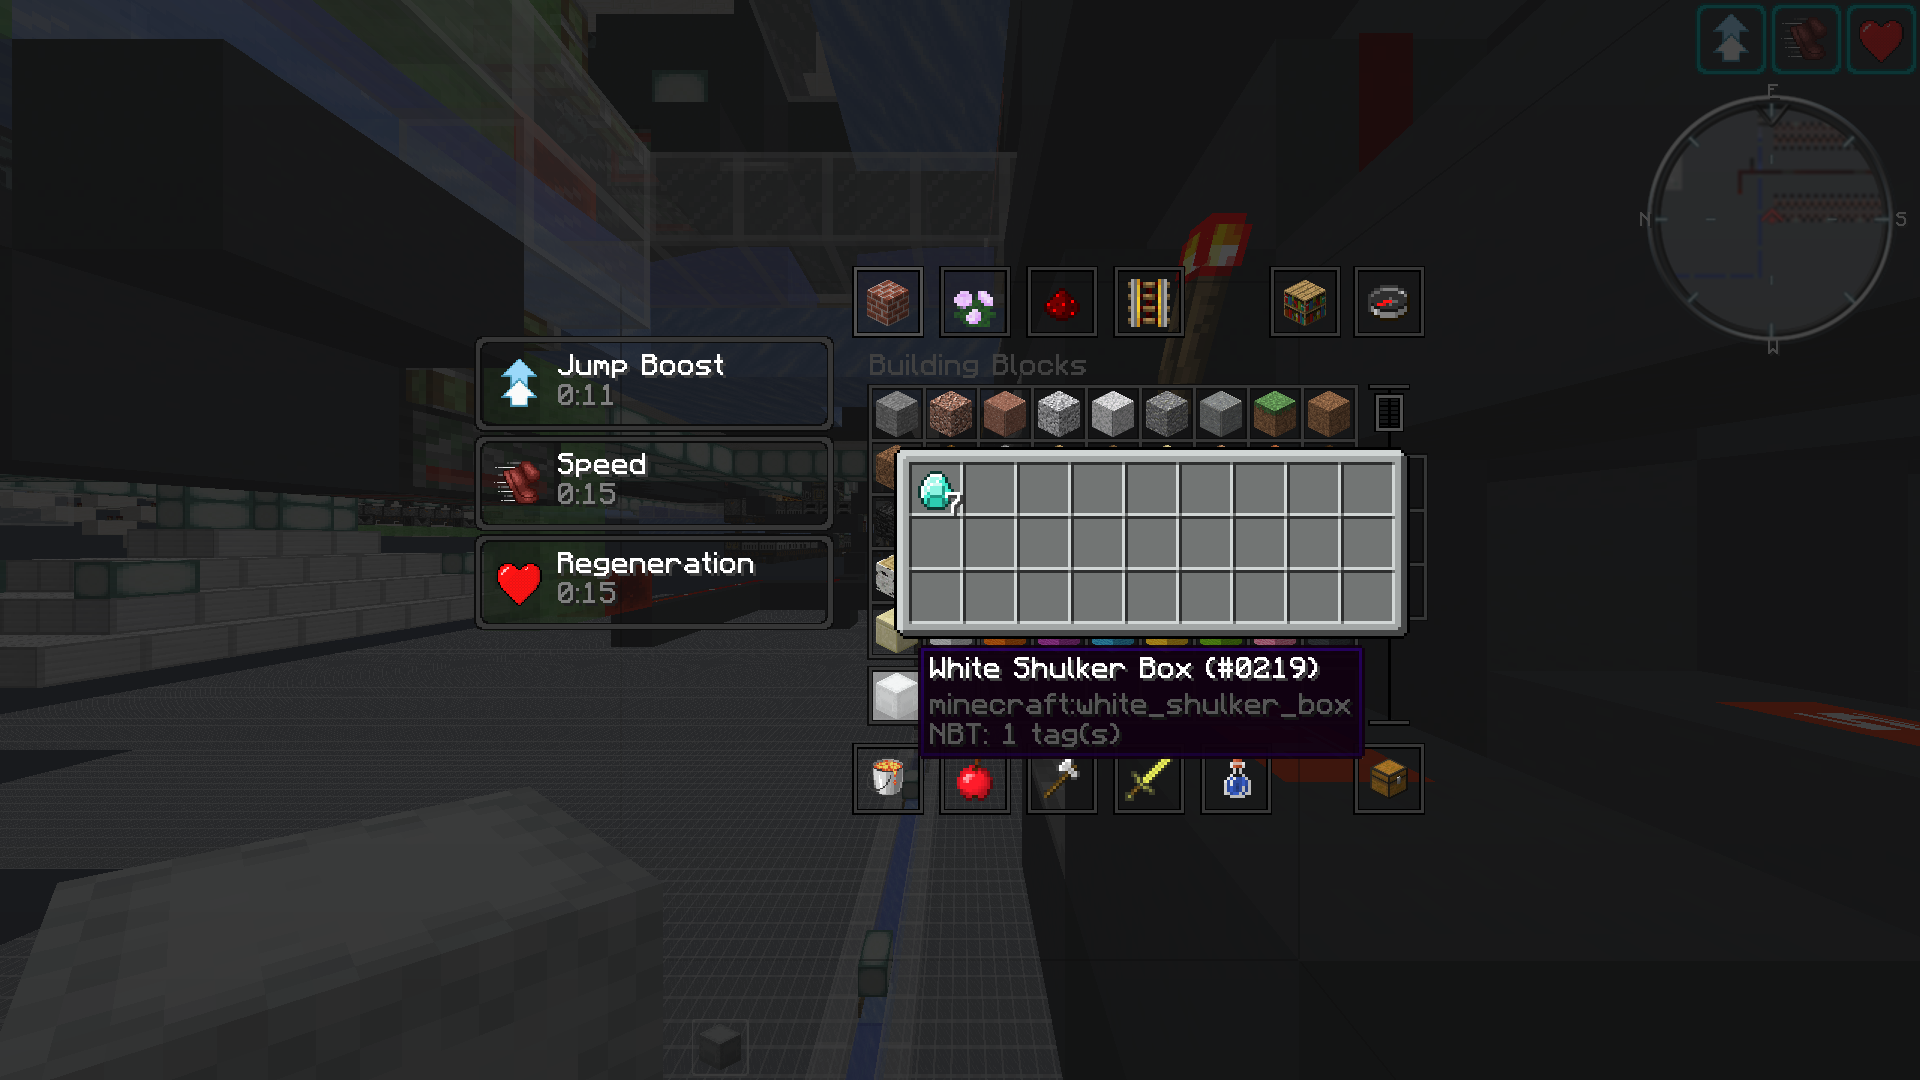 F
N
S
W
Building Blocks
Jump Boost
0:11
Speed
0:15
Regeneration
0:15
7
White Shulker Box (#0219)
minecraft:white_shulker_box
NBT: 1 tag(s)